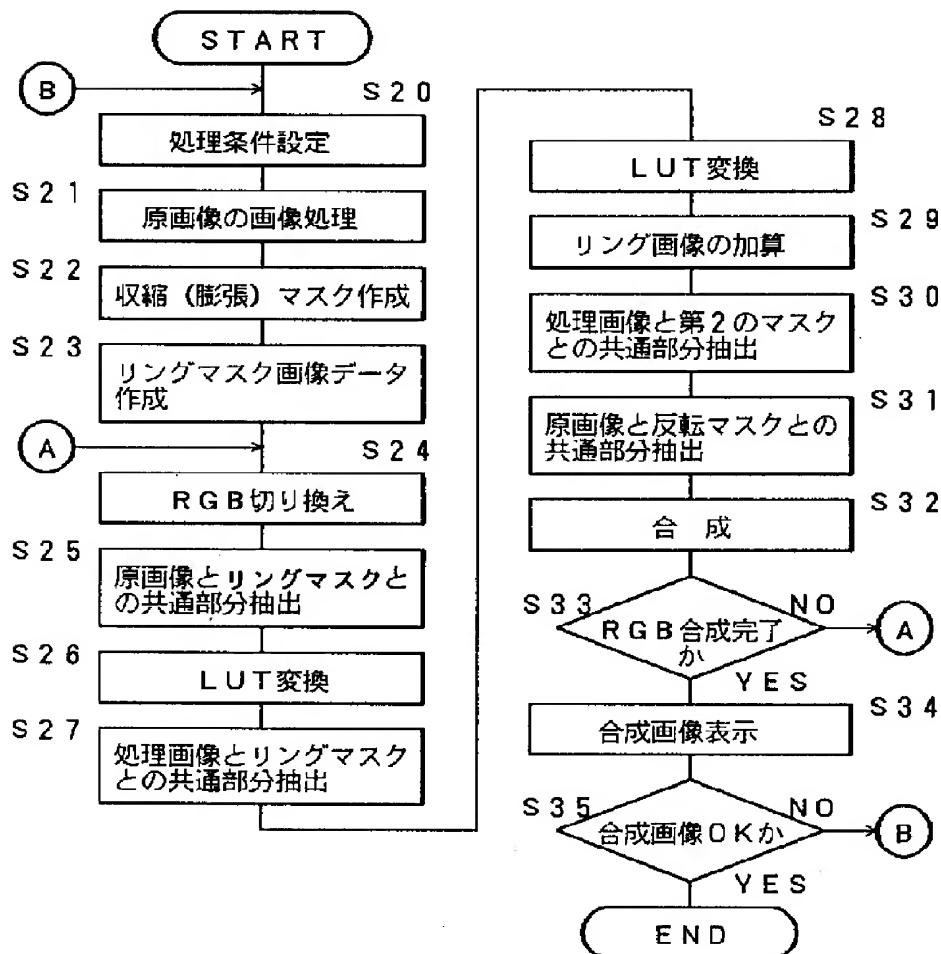 START
B
S20
処理条件設定
S21
原画像の画像処理
S22
収縮（膨張）マスク作成
S23
リングマスク画像データ
作成
A
S24
RGB切り換え
S25
原画像とリングマスクと
の共通部分抽出
S26
LUT変換
S27
処理画像とリングマスク
との共通部分抽出
S28
LUT変換
S29
リング画像の加算
S30
処理画像と第2のマスク
との共通部分抽出
S31
原画像と反転マスクとの
共通部分抽出
S32
合 成
S33
NO
RGB合成完了
か
A
YES
S34
合成画像表示
S35
NO
合成画像OKか
B
YES
END